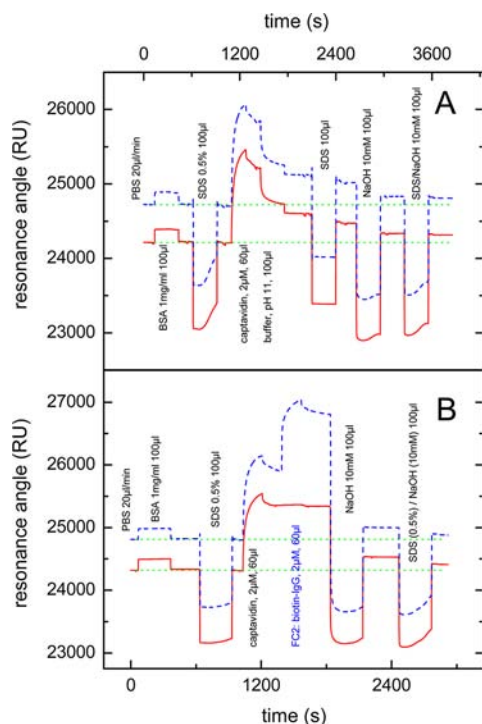 time (s)
0 1200 2400 3600
A
resonance angle (RU)
26000
25000
24000
23000
PBS 20µl/min
BSA 1mg/ml 100µl
SDS 0.5% 100µl
captavidin, 2µM, 60µl
buffer, pH 11, 100µl
SDS 100µl
NaOH 10mM 100µl
SDS/NaOH 10mM 100µl
B
resonance angle (RU)
27000
26000
25000
24000
23000
PBS 20µl/min
BSA 1mg/ml 100µl
SDS 0.5% 100µl
captavidin, 2µM, 60µl
FC2: biotin-IgG, 2µM, 60µl
NaOH 10mM 100µl
SDS (0.5%) / NaOH (10mM) 100µl
0 1200 2400
time (s)